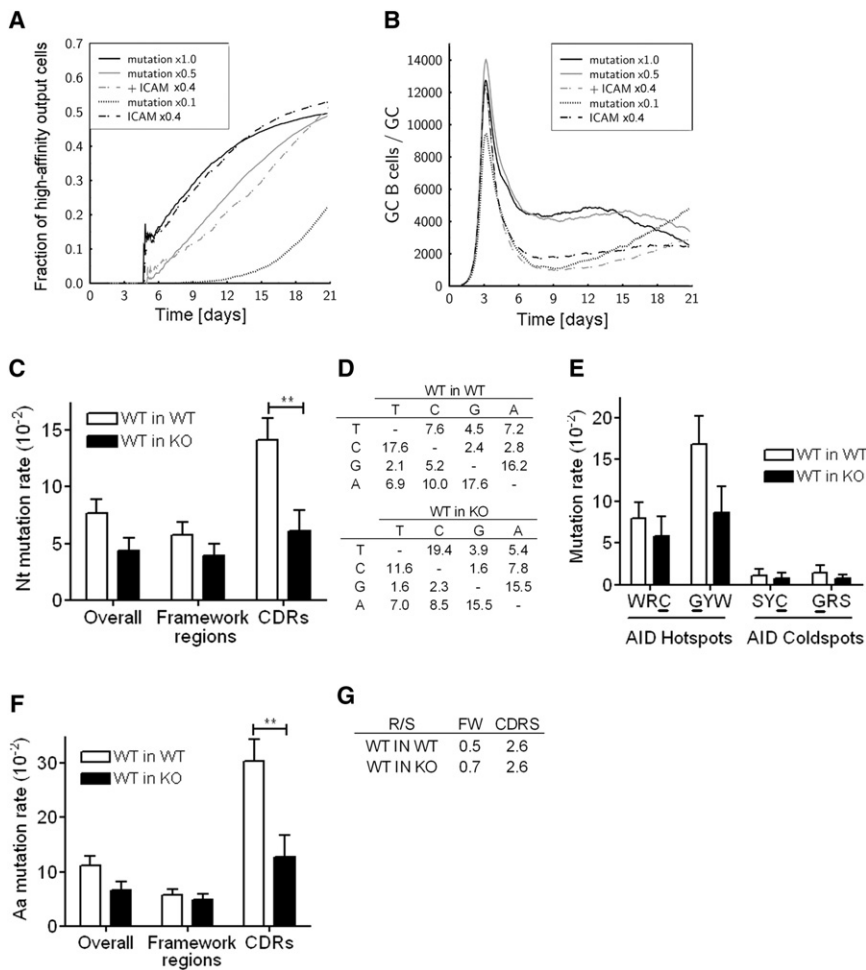 A
Fraction of high-affinity output cells
0.8
0.7
0.6
0.5
0.4
0.3
0.2
0.1
0
mutation x1.0
mutation x0.5
+ ICAM x0.4
mutation x0.1
ICAM x0.4
0 3 6 9 12 15 18 21
Time [days]
B
GC B cells / GC
14000
12000
10000
8000
6000
4000
2000
0
mutation x1.0
mutation x0.5
+ ICAM x0.4
mutation x0.1
ICAM x0.4
0 3 6 9 12 15 18 21
Time [days]
C
Nt mutation rate (10⁻²)
15
10
5
0
WT in WT
WT in KO
**
Overall Framework regions CDRs
D
WT in WT
T C G A
T - 7.6 4.5 7.2
C 17.6 - 2.4 2.8
G 2.1 5.2 - 16.2
A 6.9 10.0 17.6 -
WT in KO
T C G A
T - 19.4 3.9 5.4
C 11.6 - 1.6 7.8
G 1.6 2.3 - 15.5
A 7.0 8.5 15.5 -
E
Mutation rate (10⁻²)
20
15
10
5
0
WT in WT
WT in KO
WRC GYW SYC GRS
AID Hotspots AID Coldspots
F
Aa mutation rate (10⁻²)
30
20
10
0
WT in WT
WT in KO
**
Overall Framework regions CDRs
G
R/S FW CDRS
WT IN WT 0.5 2.6
WT IN KO 0.7 2.6